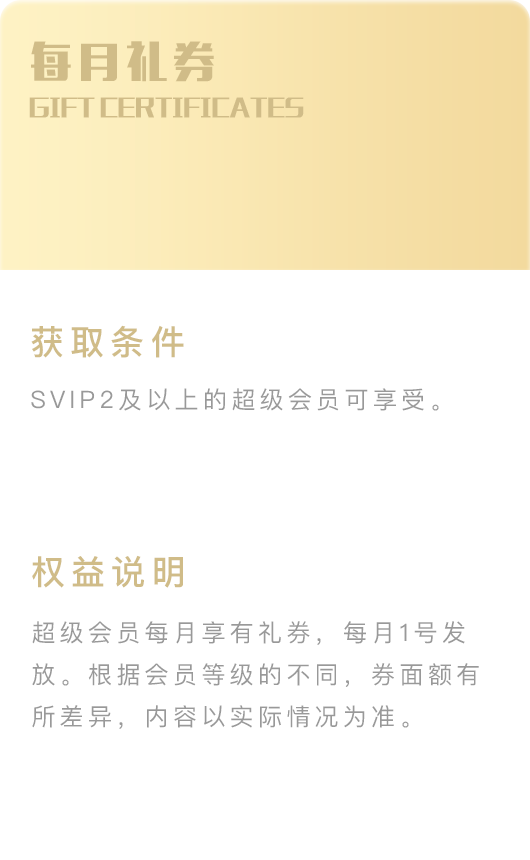 每月礼券
GIFT CERTIFICATES
获取条件
SVIP2及以上的超级会员可享受。
权益说明
超级会员每月享有礼券，每月1号发
放。根据会员等级的不同，券面额有
所差异，内容以实际情况为准。